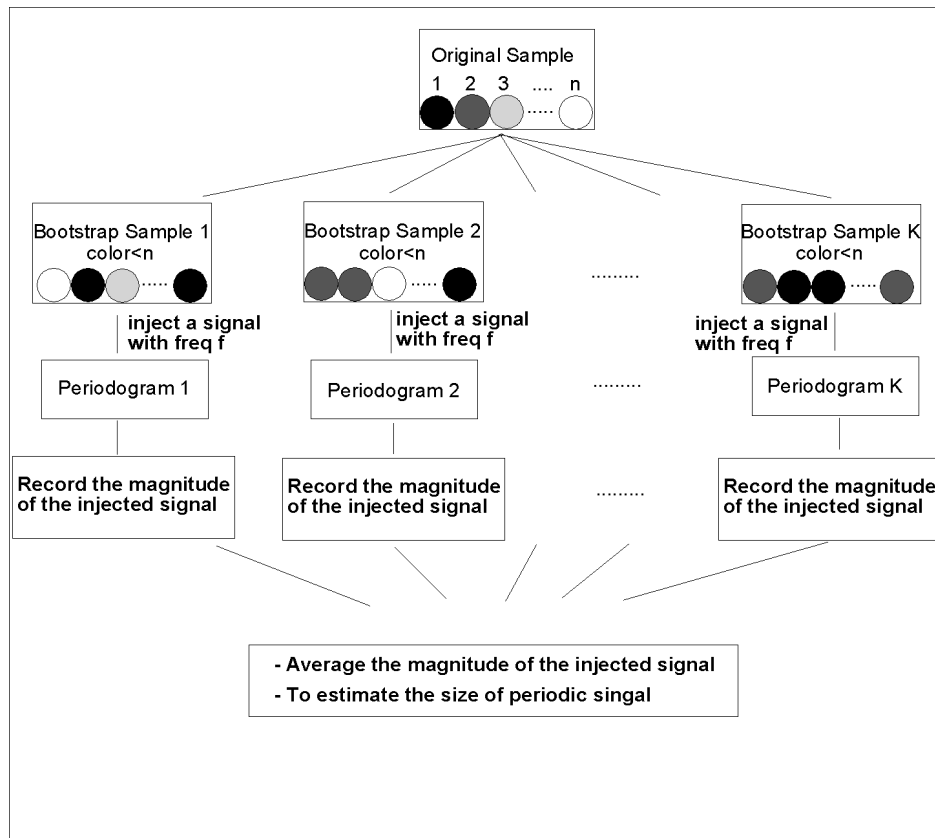 Original Sample
1 2 3 .... n
.....
Bootstrap Sample 1
color<n
.....
Bootstrap Sample 2
color<n
.....
.........
Bootstrap Sample K
color<n
.....
inject a signal
with freq f
inject a signal
with freq f
inject a signal
with freq f
Periodogram 1
Periodogram 2
.........
Periodogram K
Record the magnitude
of the injected signal
Record the magnitude
of the injected signal
.........
Record the magnitude
of the injected signal
- Average the magnitude of the injected signal
- To estimate the size of periodic singal